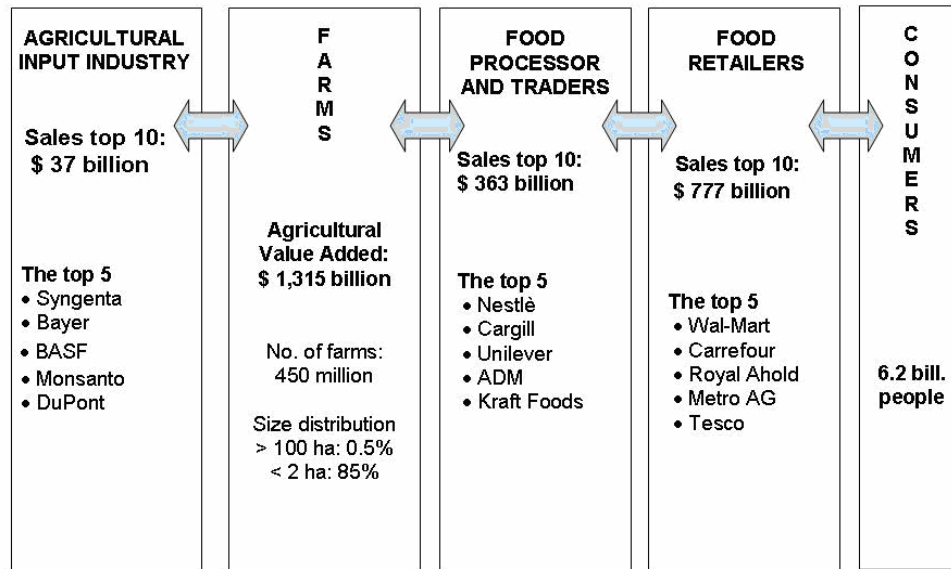 AGRICULTURAL
INPUT INDUSTRY
Sales top 10:
$ 37 billion
The top 5
• Syngenta
• Bayer
• BASF
• Monsanto
• DuPont
FARMS
Agricultural
Value Added:
$ 1,315 billion
No. of farms:
450 million
Size distribution
> 100 ha: 0.5%
< 2 ha: 85%
FOOD
PROCESSOR
AND TRADERS
Sales top 10:
$ 363 billion
The top 5
• Nestlè
• Cargill
• Unilever
• ADM
• Kraft Foods
FOOD
RETAILERS
Sales top 10:
$ 777 billion
The top 5
• Wal-Mart
• Carrefour
• Royal Ahold
• Metro AG
• Tesco
CONSUMERS
6.2 bill.
people